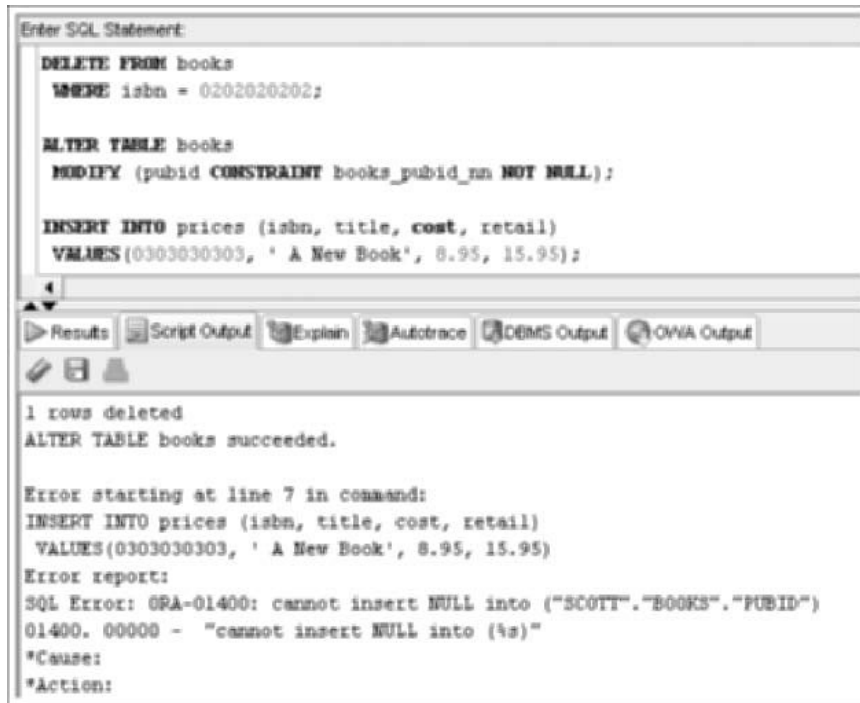 Enter SQL Statement:
DELETE FROM books
WHERE isbn = 0202020202;
ALTER TABLE books
MODIFY (pubid CONSTRAINT books_pubid_nn NOT NULL);
INSERT INTO prices (isbn, title, cost, retail)
VALUES(0303030303, ' A New Book', 8.95, 15.95);
Results Script Output Explain Autotrace DBMS Output OWA Output
1 rows deleted
ALTER TABLE books succeeded.
Error starting at line 7 in command:
INSERT INTO prices (isbn, title, cost, retail)
VALUES(0303030303, ' A New Book', 8.95, 15.95)
Error report:
SQL Error: ORA-01400: cannot insert NULL into ("SCOTT"."BOOKS"."PUBID")
01400. 00000 - "cannot insert NULL into (%s)"
*Cause:
*Action: